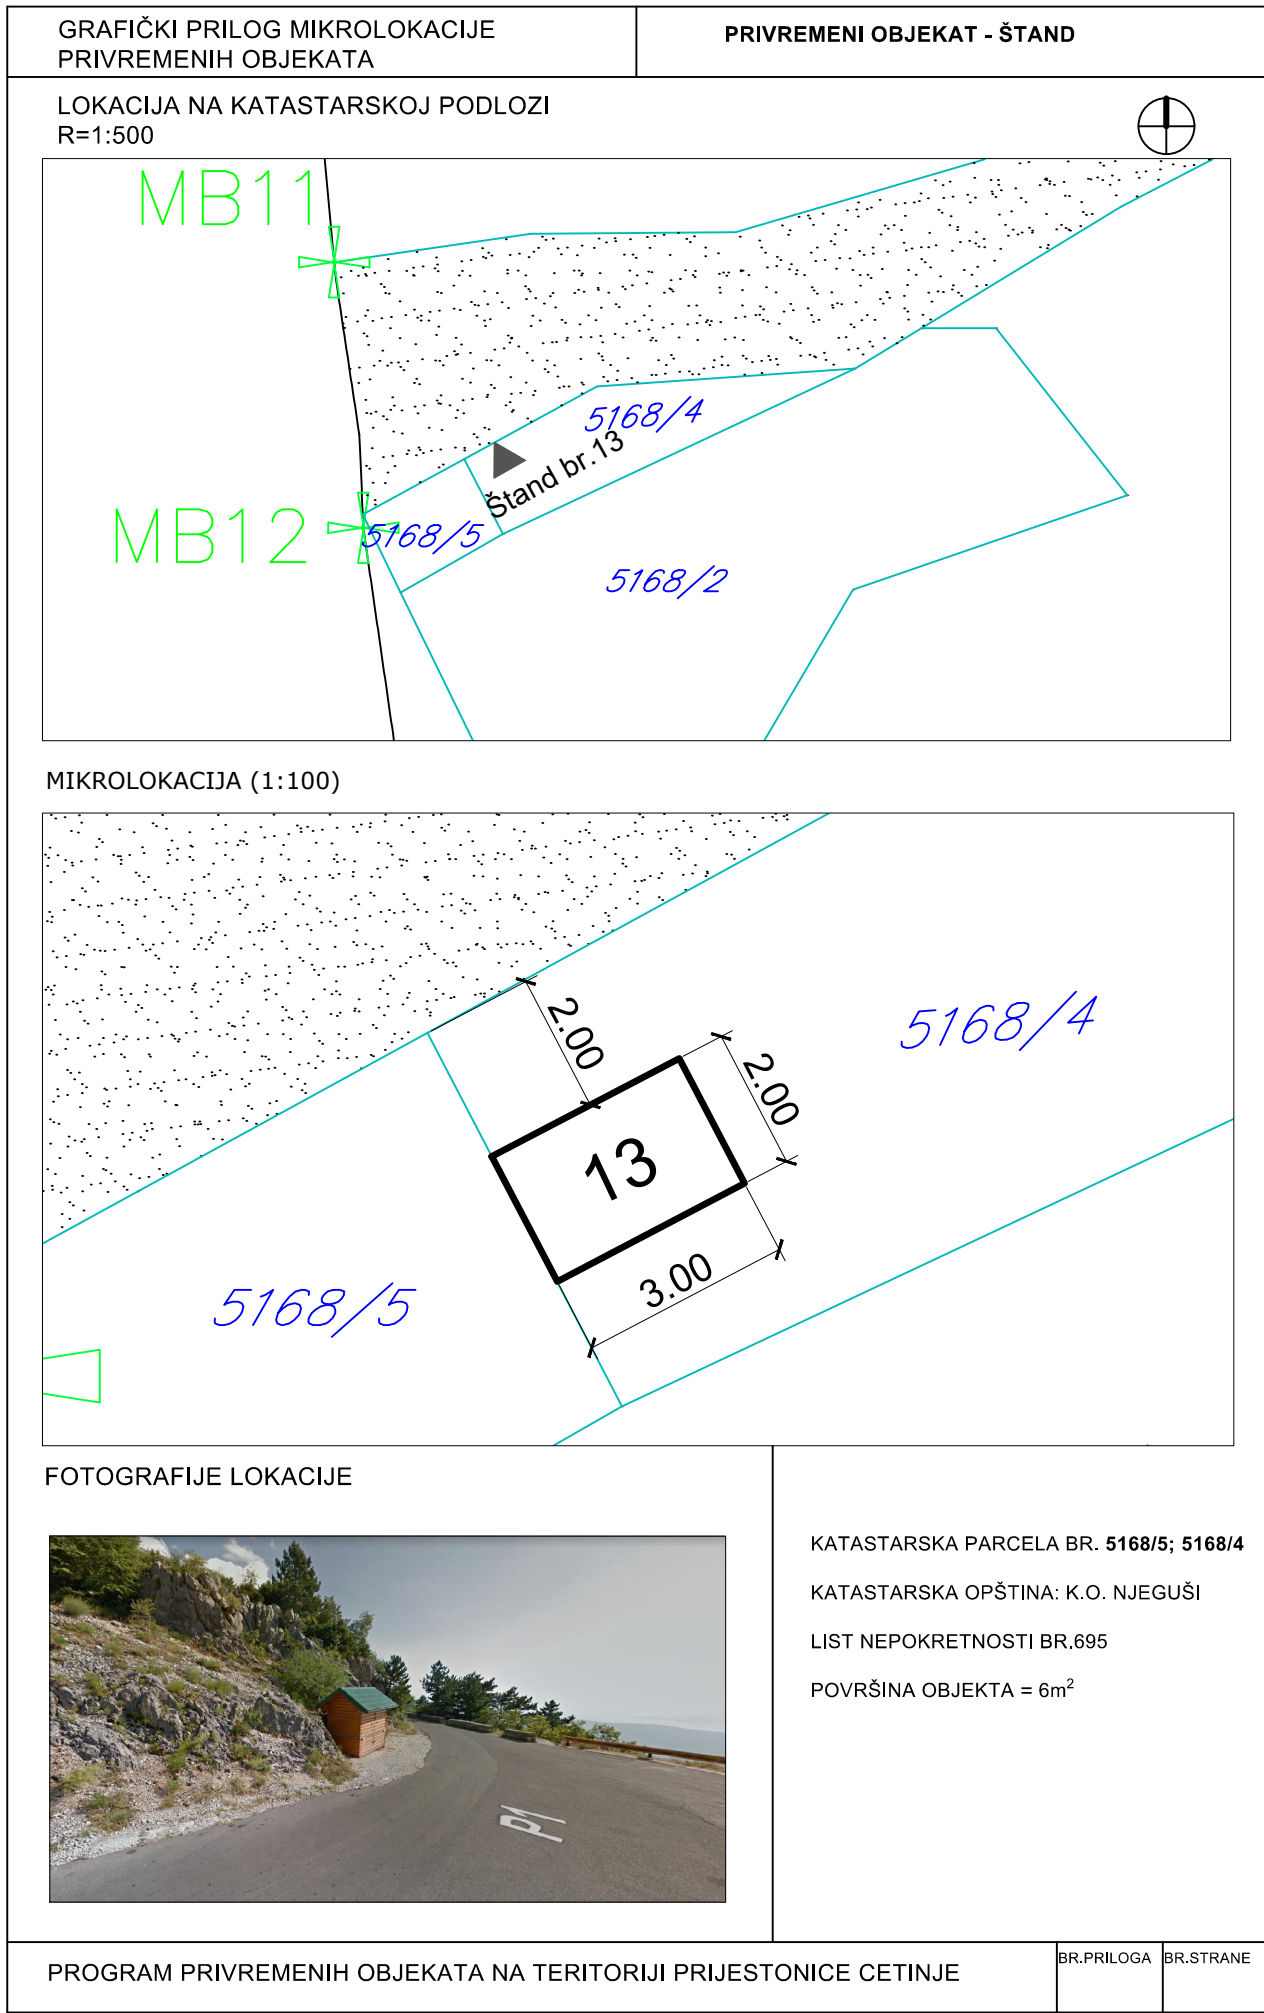 GRAFIČKI PRILOG MIKROLOKACIJE
PRIVREMENIH OBJEKATA
PRIVREMENI OBJEKAT - ŠTAND
LOKACIJA NA KATASTARSKOJ PODLOZI
R=1:500
MB11
5168/4
Štand br.13
MB12
5168/5
5168/2
MIKROLOKACIJA (1:100)
2.00
5168/4
2.00
13
3.00
5168/5
FOTOGRAFIJE LOKACIJE
P1
KATASTARSKA PARCELA BR. 5168/5; 5168/4
KATASTARSKA OPŠTINA: K.O. NJEGUŠI
LIST NEPOKRETNOSTI BR.695
POVRŠINA OBJEKTA = 6m²
PROGRAM PRIVREMENIH OBJEKATA NA TERITORIJI PRIJESTONICE CETINJE
BR.PRILOGA
BR.STRANE